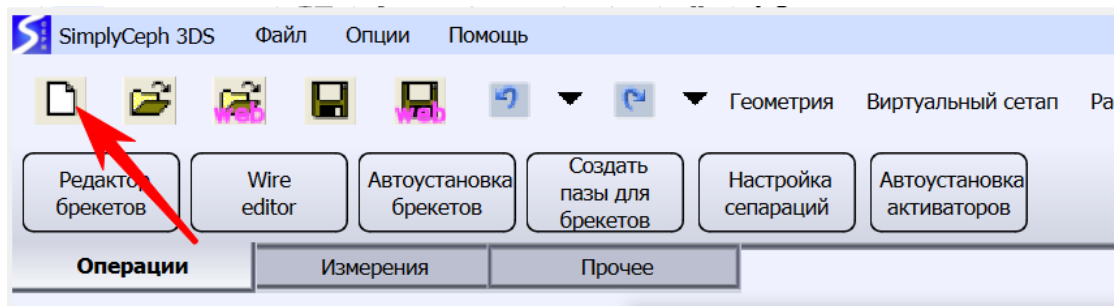 SimplyCeph 3DS Файл Опции Помощь
web web Геометрия Виртуальный сетап Ра
Редактор брекетов
Wire editor
Автоустановка брекетов
Создать пазы для брекетов
Настройка сепараций
Автоустановка активаторов
Операции Измерения Прочее